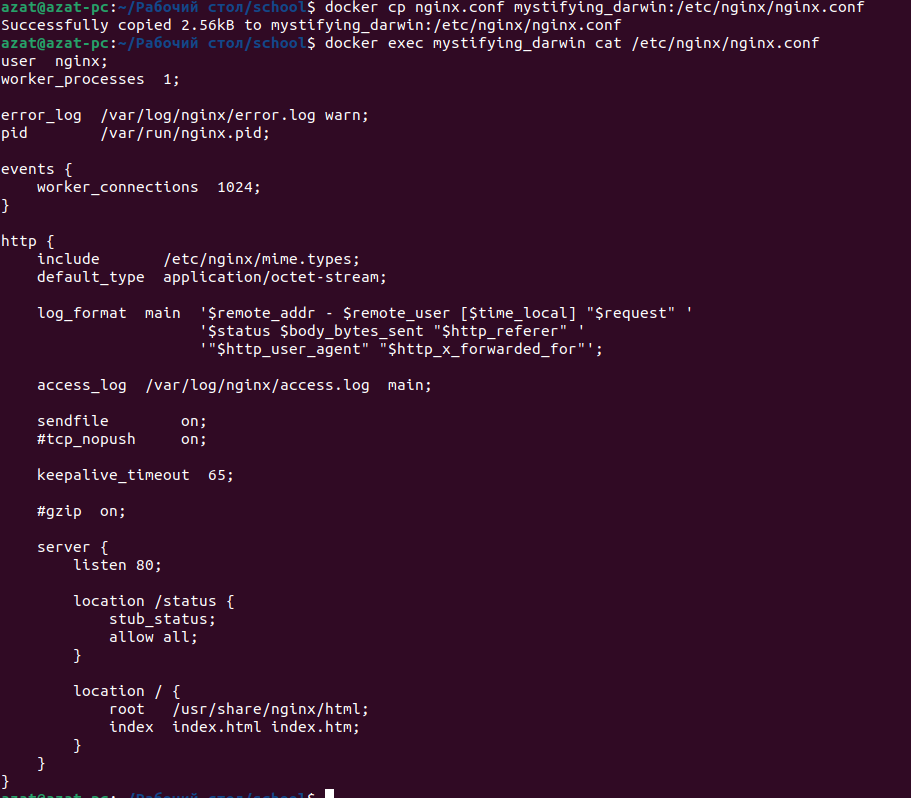 azat@azat-pc:~/Рабочий стол/school$ docker cp nginx.conf mystifying_darwin:/etc/nginx/nginx.conf
Successfully copied 2.56kB to mystifying_darwin:/etc/nginx/nginx.conf
azat@azat-pc:~/Рабочий стол/school$ docker exec mystifying_darwin cat /etc/nginx/nginx.conf
user  nginx;
worker_processes  1;

error_log  /var/log/nginx/error.log warn;
pid        /var/run/nginx.pid;

events {
    worker_connections  1024;
}

http {
    include       /etc/nginx/mime.types;
    default_type  application/octet-stream;

    log_format  main  '$remote_addr - $remote_user [$time_local] "$request" '
                      '$status $body_bytes_sent "$http_referer" '
                      '"$http_user_agent" "$http_x_forwarded_for"';

    access_log  /var/log/nginx/access.log  main;

    sendfile        on;
    #tcp_nopush     on;

    keepalive_timeout  65;

    #gzip  on;

    server {
        listen 80;

        location /status {
            stub_status;
            allow all;
        }

        location / {
            root   /usr/share/nginx/html;
            index  index.html index.htm;
        }
    }
}
azat@azat-pc:~/Рабочий стол/school$